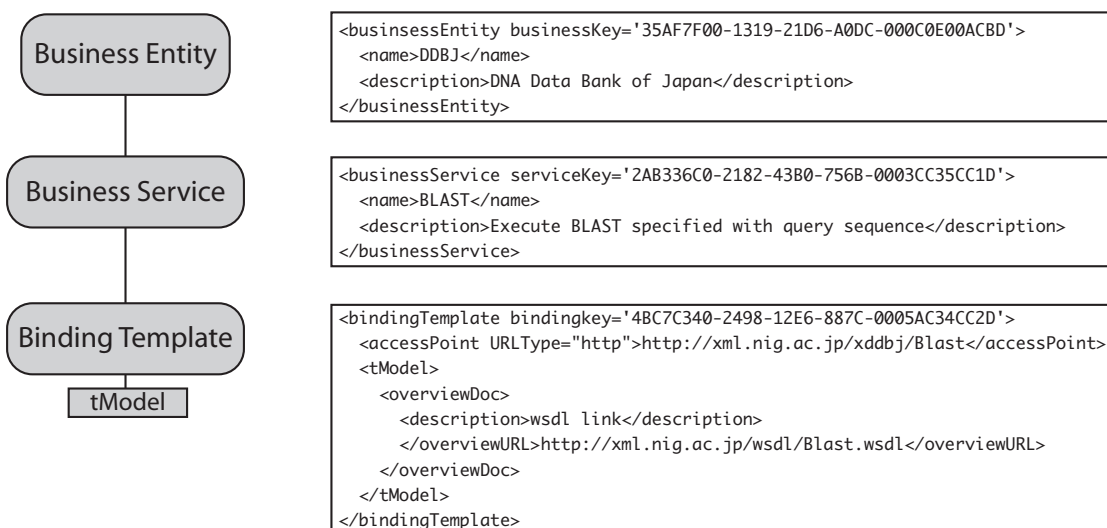 Business Entity
<businsessEntity businessKey='35AF7F00-1319-21D6-A0DC-000C0E00ACBD'>
<name>DDBJ</name>
<description>DNA Data Bank of Japan</description>
</businessEntity>
Business Service
<businessService serviceKey='2AB336C0-2182-43B0-756B-0003CC35CC1D'>
<name>BLAST</name>
<description>Execute BLAST specified with query sequence</description>
</businessService>
Binding Template
tModel
<bindingTemplate bindingkey='4BC7C340-2498-12E6-887C-0005AC34CC2D'>
<accessPoint URLType="http">http://xml.nig.ac.jp/xddbj/Blast</accessPoint>
<tModel>
<overviewDoc>
<description>wsdl link</description>
</overviewURL>http://xml.nig.ac.jp/wsdl/Blast.wsdl</overviewURL>
</overviewDoc>
</tModel>
</bindingTemplate>